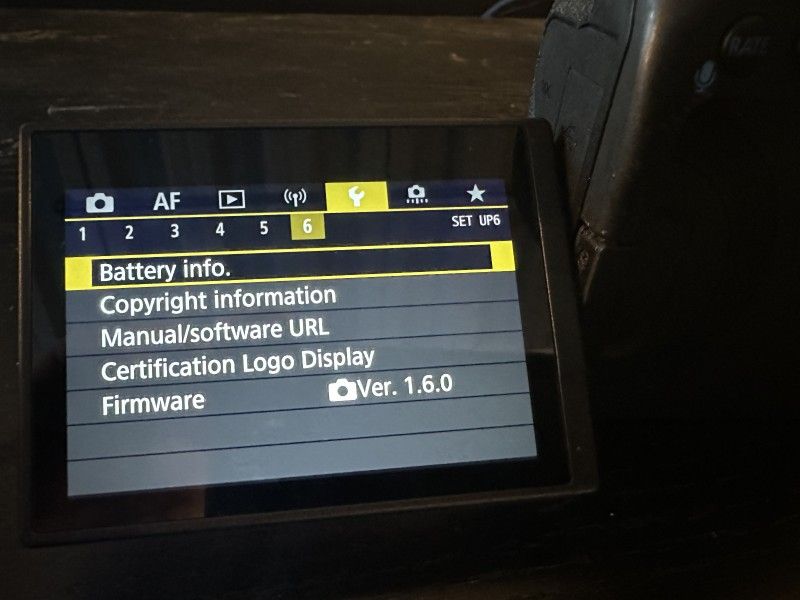 RATE
AF
1 2 3 4 5 6 SET UP6
Battery info.
Copyright information
Manual/software URL
Certification Logo Display
Firmware Ver. 1.6.0